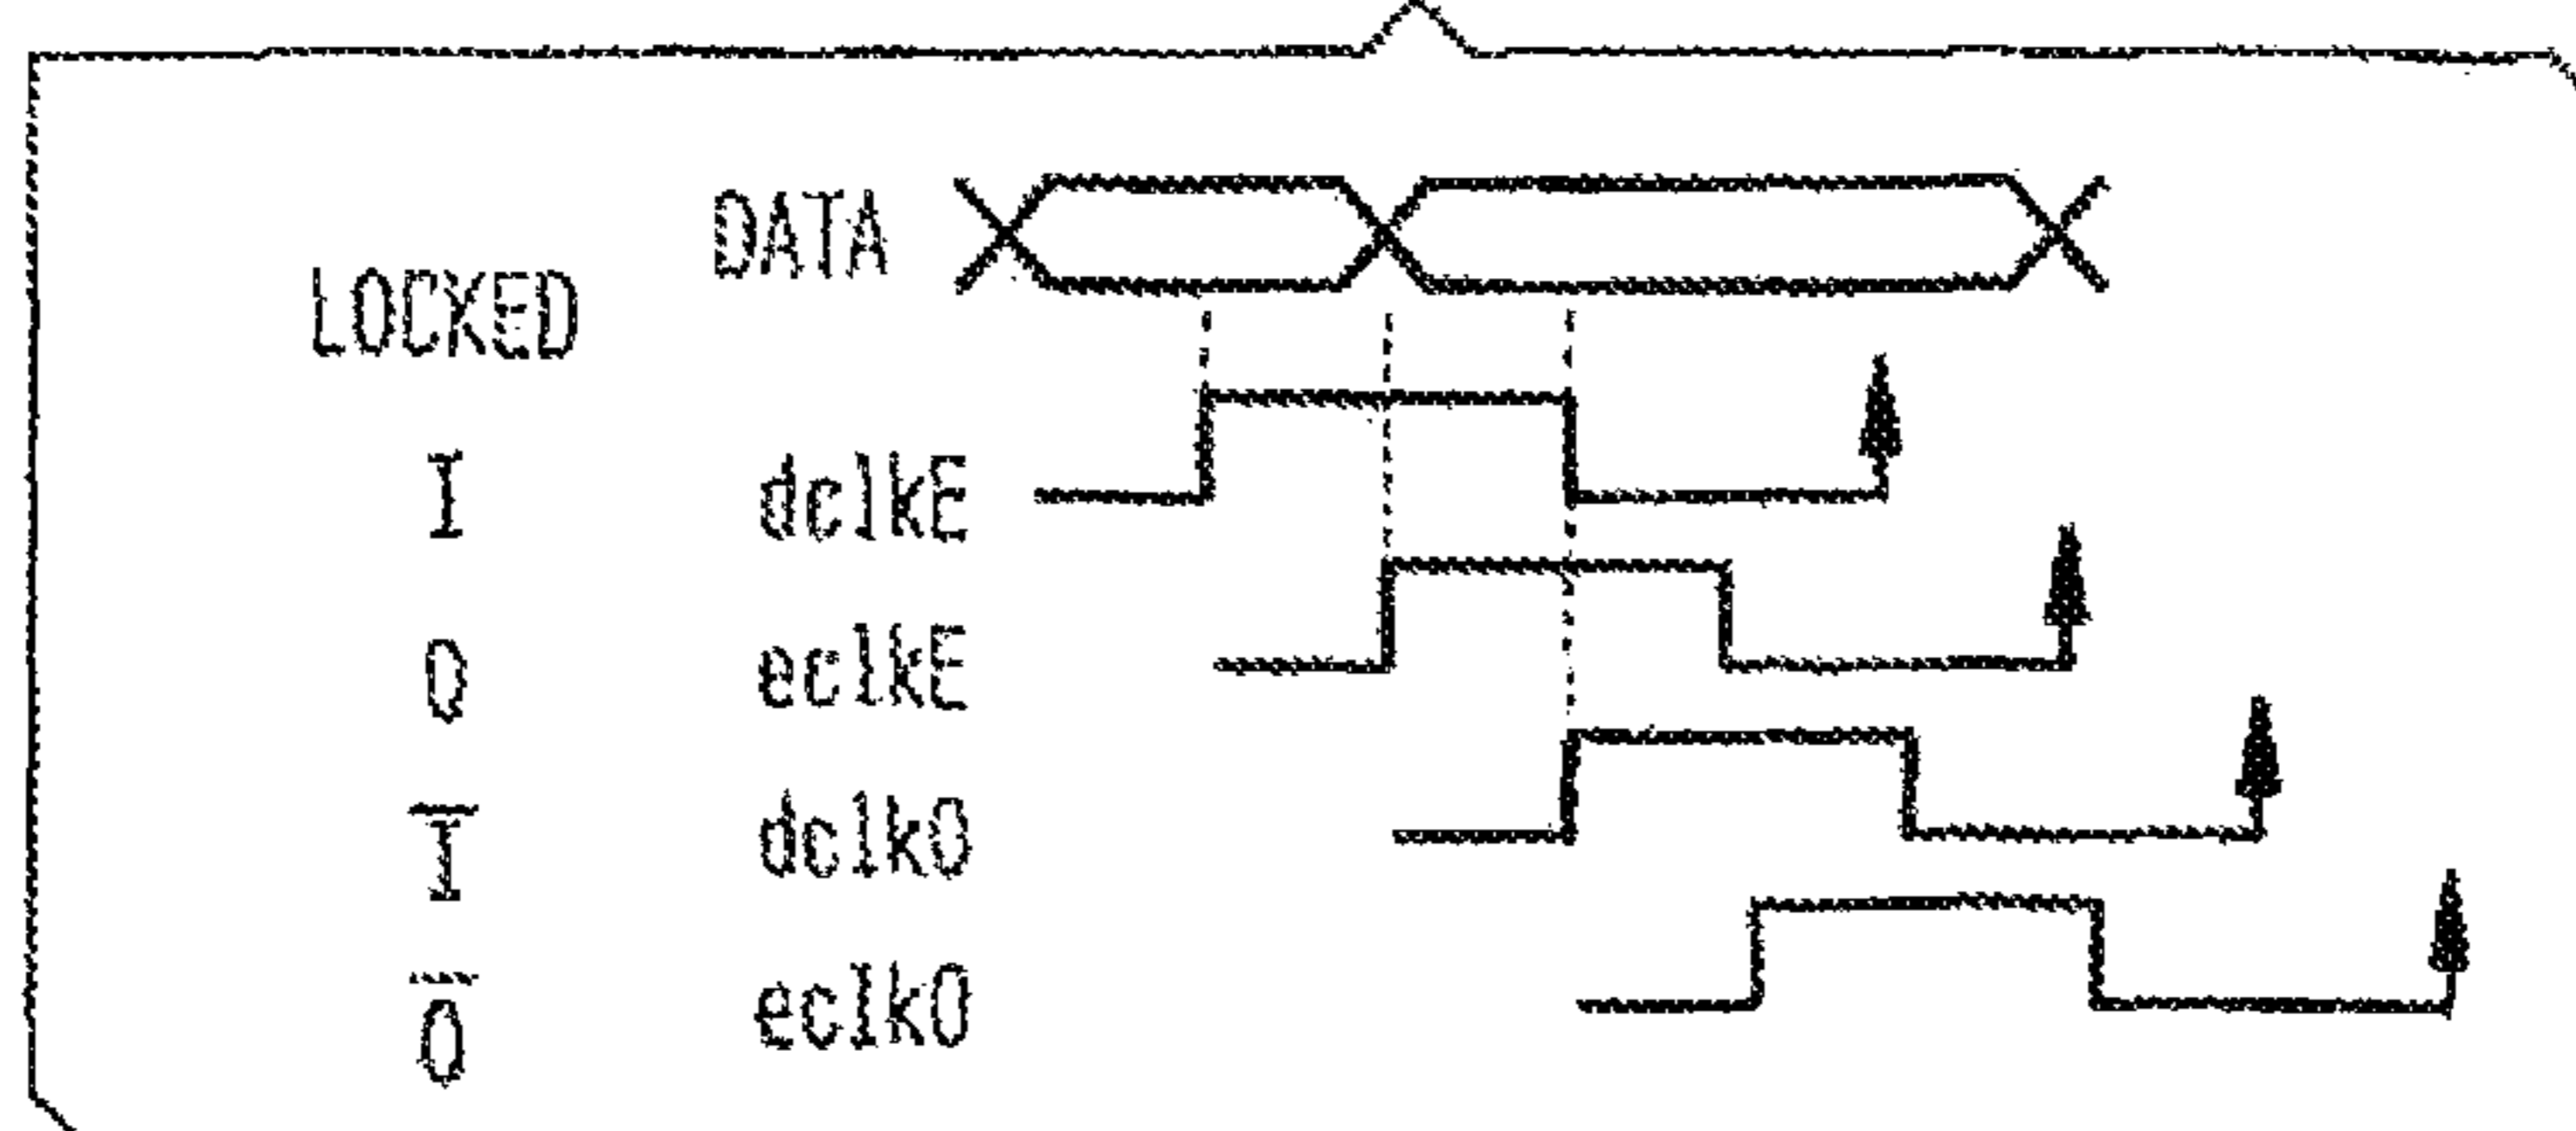 DATA
LOCKED
I dclkE
Q eclkE
I̅ dclkO
Q̅ eclkO